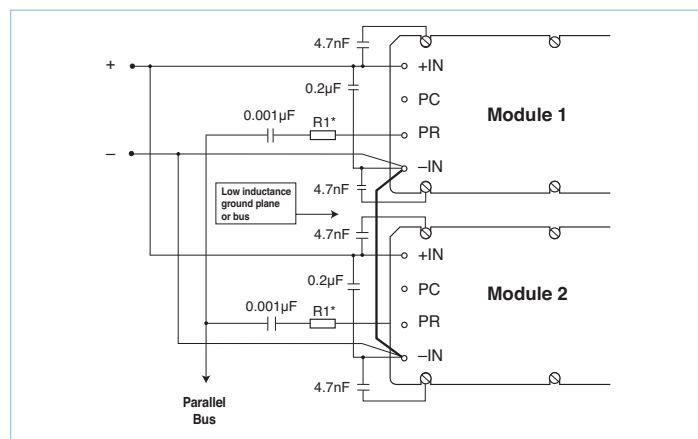 4.7nF
+
+IN
0.2µF
PC
Module 1
0.001µF
R1*
PR
–
–IN
4.7nF
Low inductance
ground plane
or bus
4.7nF
+IN
0.2µF
PC
Module 2
0.001µF
R1*
PR
–IN
4.7nF
Parallel
Bus